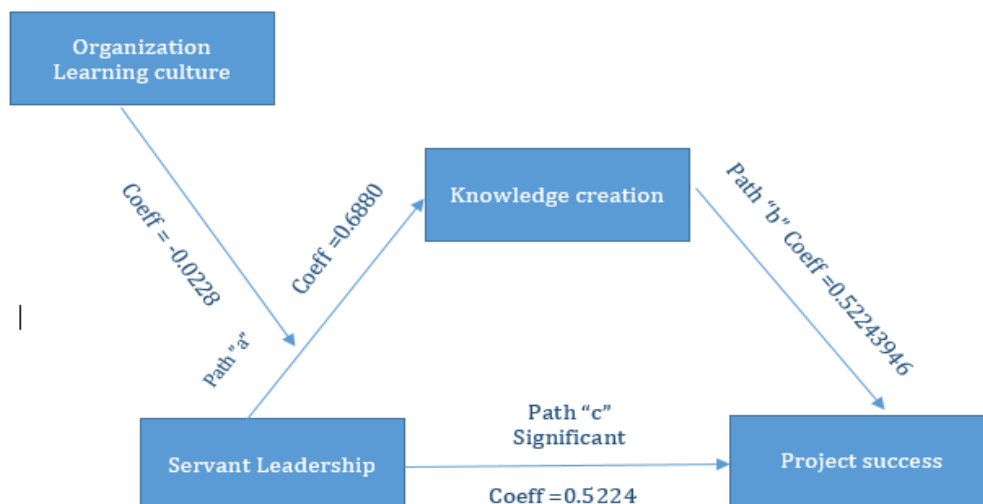 Organization
Learning culture
Knowledge creation
Coeff = -0.0228
Coeff =0.6880
Path "b" Coeff =0.52243946
Path "a"
Path “c”
Significant
Servant Leadership
Project success
Coeff =0.5224